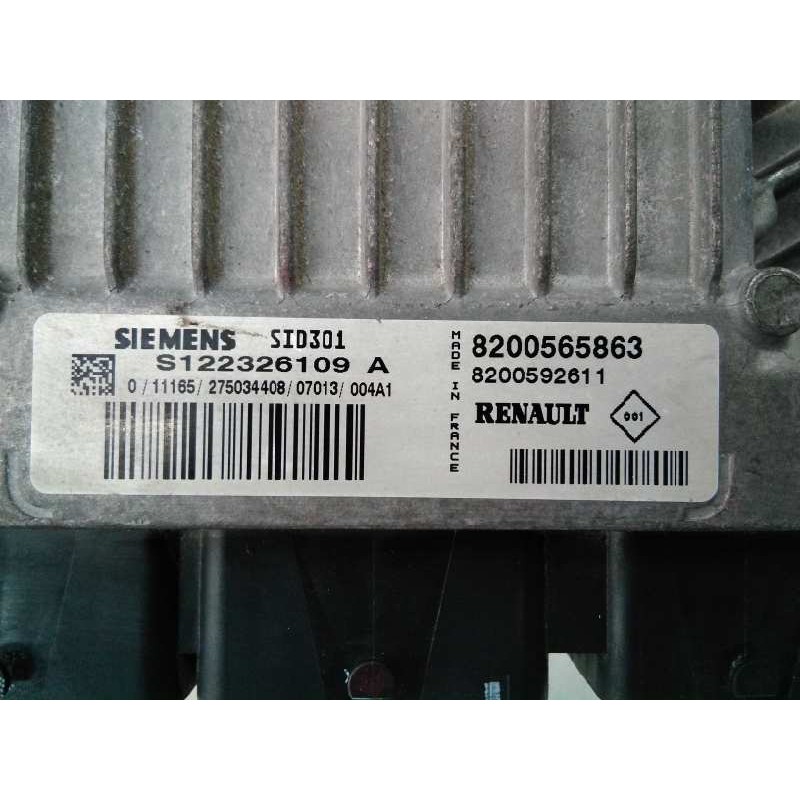 SIEMENS SID301
S122326109 A
0 / 11165 / 275034408 / 07013 / 004A1
MADE IN FRANCE
8200565863
8200592611
RENAULT
001